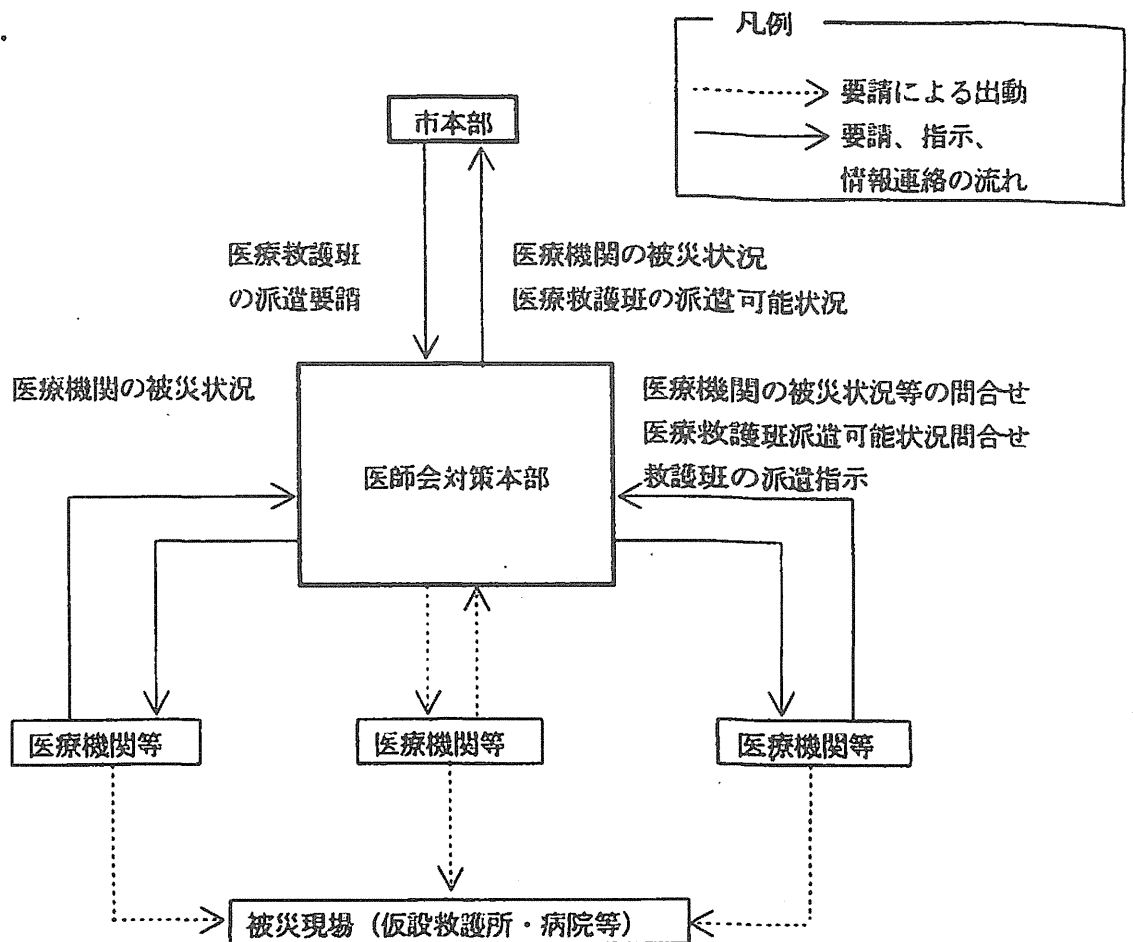 凡例
要請による出動
要請、指示、
情報連絡の流れ
市本部
医療救護班
の派遣要請
医療機関の被災状況
医療救護班の派遣可能状況
医療機関の被災状況
医療機関の被災状況等の問合せ
医療救護班派遣可能状況問合せ
救護班の派遣指示
医師会対策本部
医療機関等
医療機関等
医療機関等
被災現場（仮設救護所・病院等）